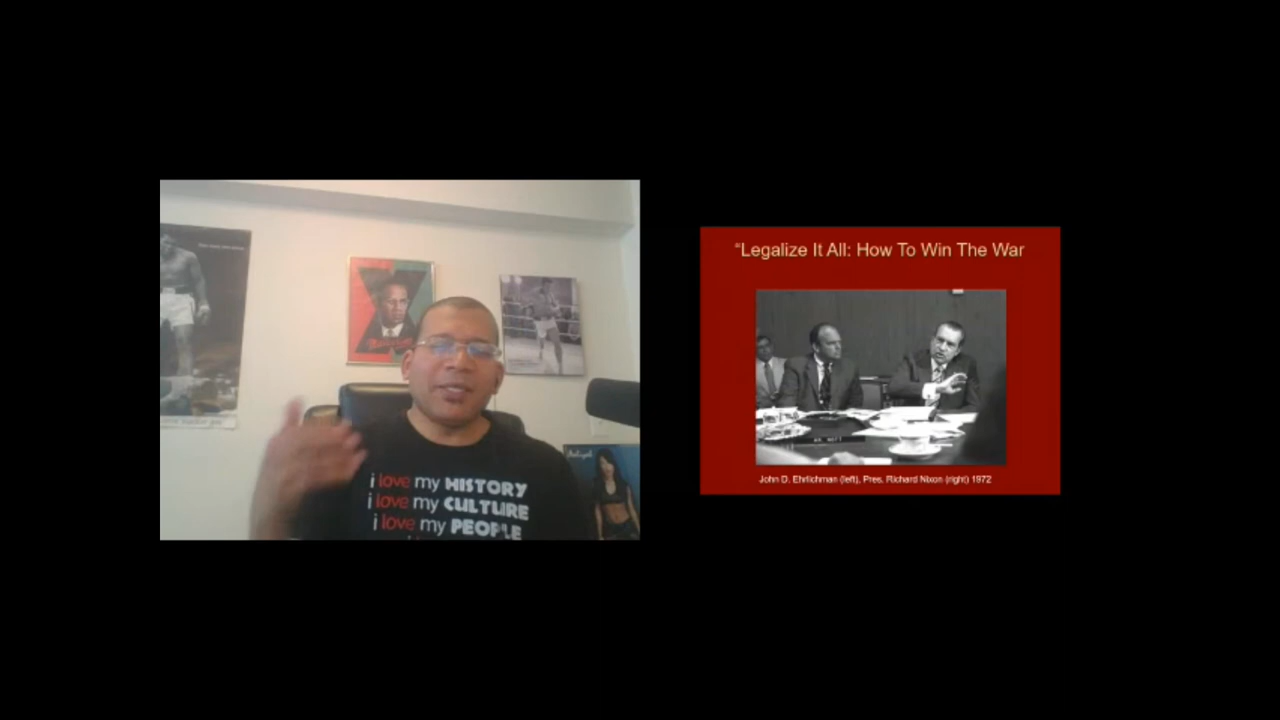 i love my HISTORY
i love my CULTURE
i love my PEOPLE
Aaliyah
"Legalize It All: How To Win The War
John D. Ehrlichman (left), Pres. Richard Nixon (right) 1972